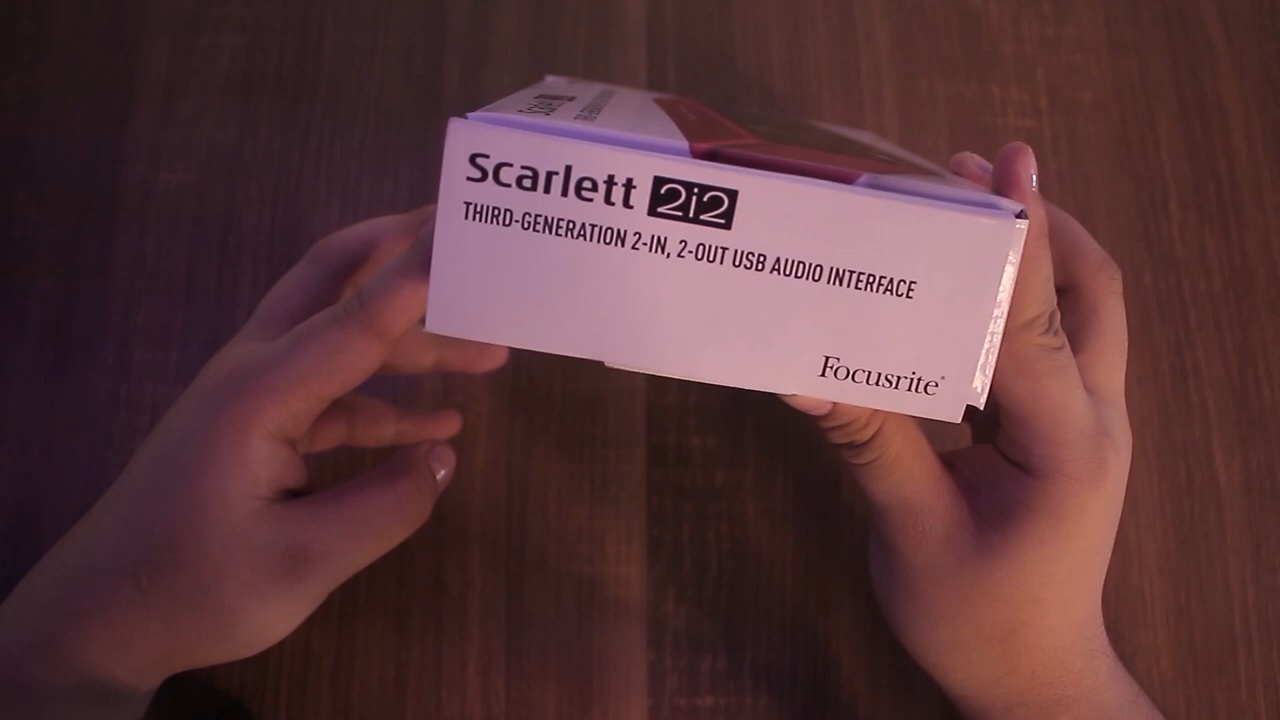 Scarlett 2i2
THIRD-GENERATION 2-IN, 2-OUT USB AUDIO INTERFACE
Focusrite